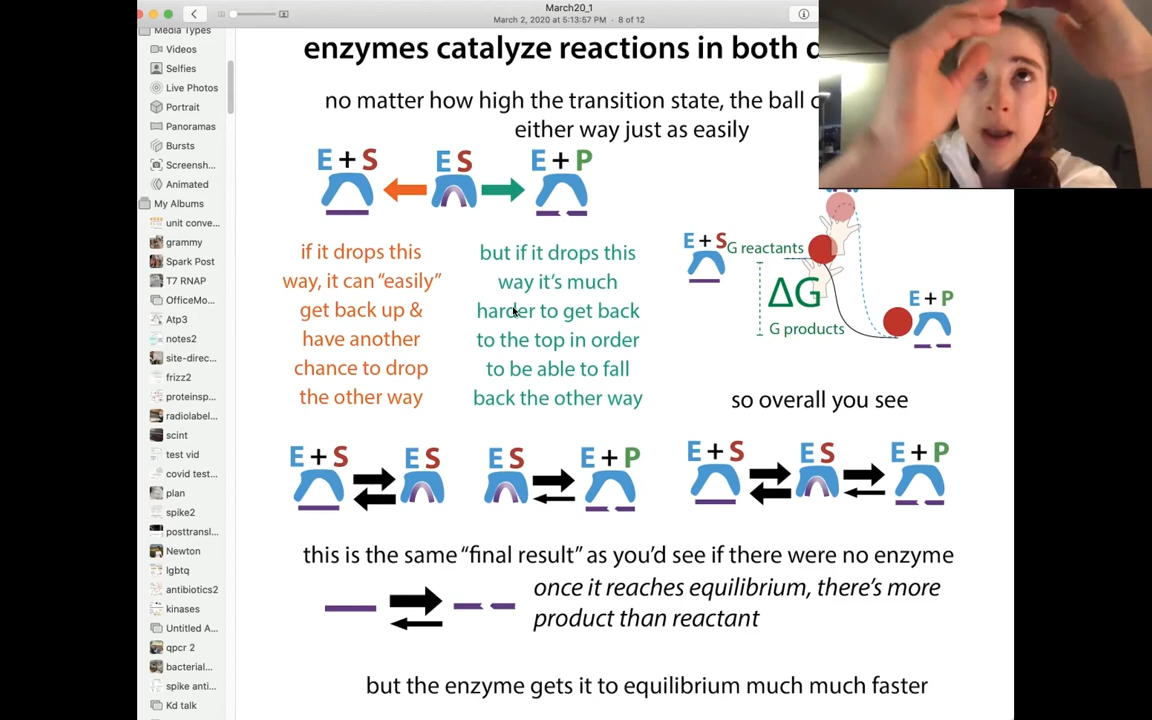 March20_1
March 2, 2020 at 5:13:57 PM - 8 of 12
Media Types
Videos
Selfies
Live Photos
Portrait
Panoramas
Bursts
Screensh...
Animated
My Albums
unit conve...
grammy
Spark Post
T7 RNAP
OfficeMo...
Atp3
notes2
site-direc...
frizz2
proteinsp...
radiolabel...
scint
test vid
covid test...
plan
spike2
posttransl...
Newton
lgbtq
antibiotics2
kinases
Untitled A...
qpcr 2
bacterial...
spike anti...
Kd talk
enzymes catalyze reactions in both
no matter how high the transition state, the ball
either way just as easily
E + S
E S
E + P
if it drops this
way, it can “easily”
get back up &
have another
chance to drop
the other way
but if it drops this
way it’s much
harder to get back
to the top in order
to be able to fall
back the other way
E + S
G reactants
ΔG
G products
E + P
so overall you see
E + S
E S
E S
E + P
E + S
E S
E + P
this is the same “final result” as you’d see if there were no enzyme
once it reaches equilibrium, there’s more
product than reactant
but the enzyme gets it to equilibrium much much faster